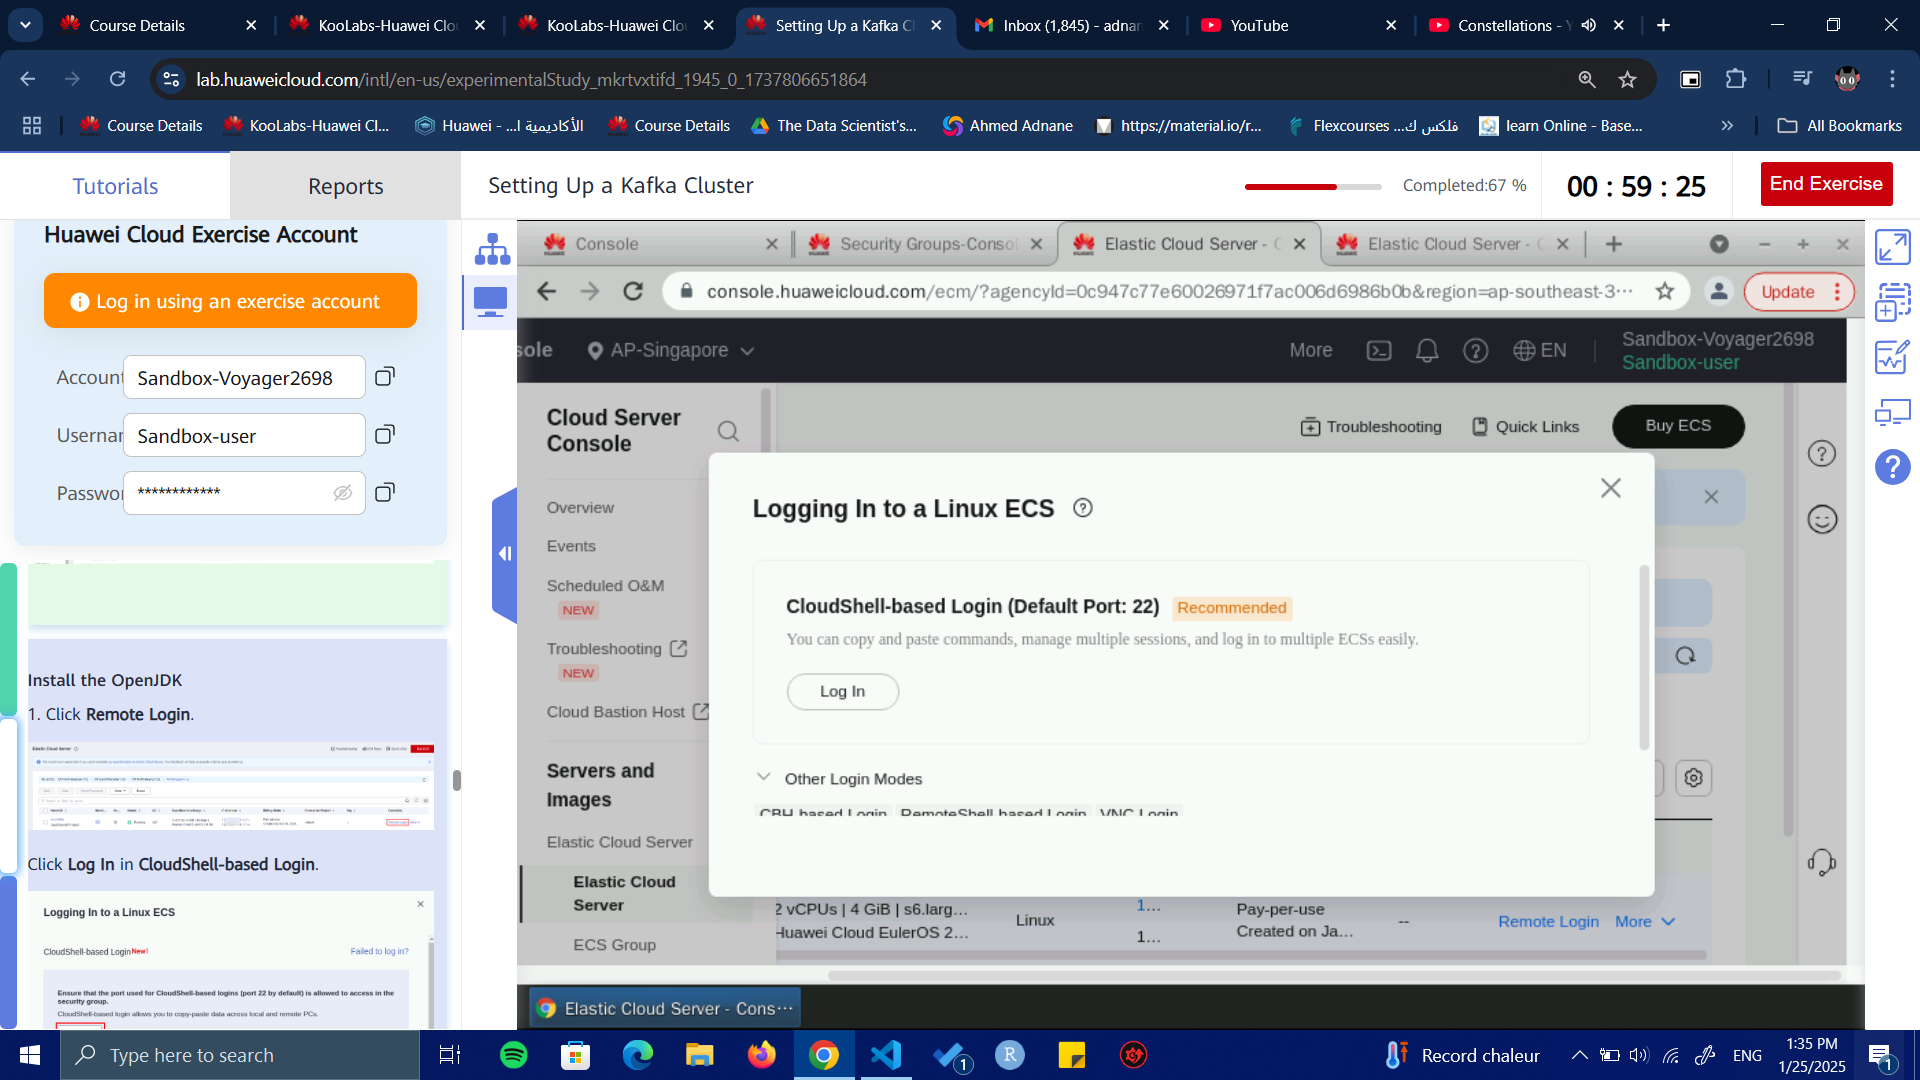 Course Details
KooLabs-Huawei Clo
KooLabs-Huawei Clou
Setting Up a Kafka Cl
Inbox (1,845) - adnan
YouTube
Constellations - Y
lab.huaweicloud.com/intl/en-us/experimentalStudy_mkrtvxtifd_1945_0_1737806651864
Course Details
KooLabs-Huawei Cl...
Huawei - الأكاديمية ا...
Course Details
The Data Scientist's...
Ahmed Adnane
https://material.io/r...
Flexcourses فلكس ك...
learn Online - Base...
All Bookmarks
Tutorials
Reports
Setting Up a Kafka Cluster
Completed:67 %
00 : 59 : 25
End Exercise
Huawei Cloud Exercise Account
Log in using an exercise account
Account
Sandbox-Voyager2698
Usernar
Sandbox-user
Passwor
************
Install the OpenJDK
1. Click Remote Login.
Elastic Cloud Server
Click Log In in CloudShell-based Login.
Logging In to a Linux ECS
CloudShell-based Login New!
Failed to log in?
Ensure that the port used for CloudShell-based logins (port 22 by default) is allowed to access in the
security group.
CloudShell-based login allows you to copy-paste data across local and remote PCs.
Console
Security Groups-Consol
Elastic Cloud Server - C
Elastic Cloud Server - C
console.huaweicloud.com/ecm/?agencyId=0c947c77e60026971f7ac006d6986b0b&region=ap-southeast-3···
Update
sole
AP-Singapore
More
EN
Sandbox-Voyager2698
Sandbox-user
Cloud Server
Console
Troubleshooting
Quick Links
Buy ECS
Overview
Events
Scheduled O&M
NEW
Troubleshooting
NEW
Cloud Bastion Host
Servers and
Images
Elastic Cloud Server
Elastic Cloud
Server
ECS Group
Logging In to a Linux ECS
CloudShell-based Login (Default Port: 22)
Recommended
You can copy and paste commands, manage multiple sessions, and log in to multiple ECSs easily.
Log In
Other Login Modes
CBH-based Login
RemoteShell-based Login
VNC Login
2 vCPUs | 4 GiB | s6.larg...
Huawei Cloud EulerOS 2...
Linux
1...
1...
Pay-per-use
Created on Ja...
--
Remote Login
More
Elastic Cloud Server - Cons···
Type here to search
1
Record chaleur
ENG
1:35 PM
1/25/2025
1